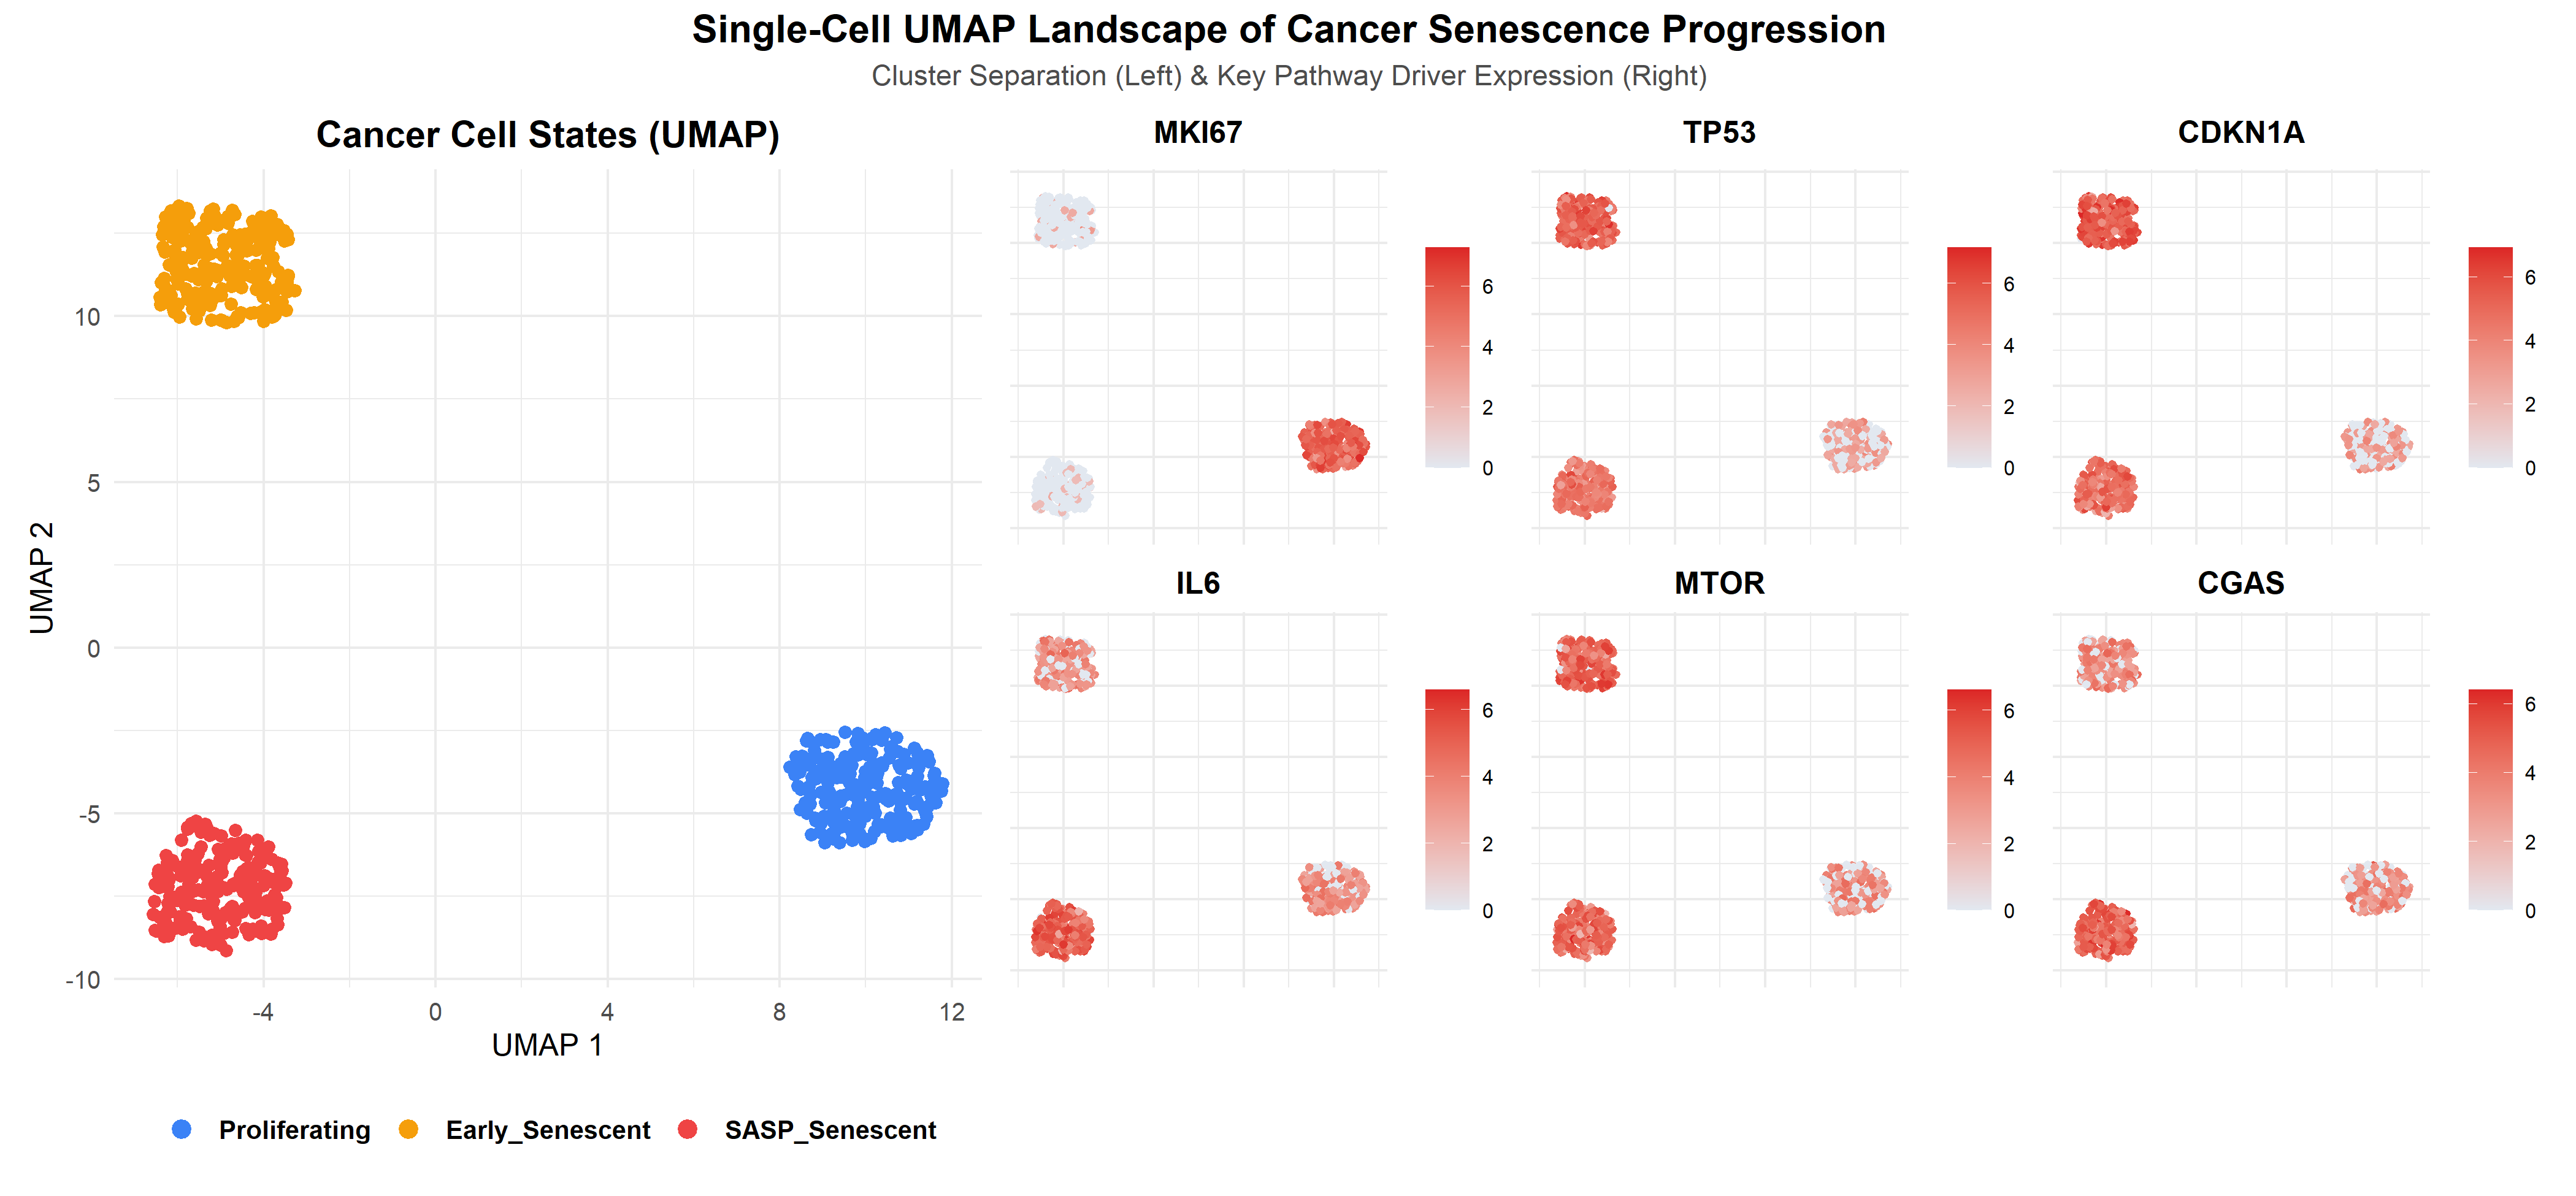 Single-Cell UMAP Landscape of Cancer Senescence Progression
Cluster Separation (Left) & Key Pathway Driver Expression (Right)
Cancer Cell States (UMAP)
10
5
0
-5
-10
UMAP 2
-4
0
4
8
12
UMAP 1
Proliferating
Early_Senescent
SASP_Senescent
MKI67
6
4
2
0
TP53
6
4
2
0
CDKN1A
6
4
2
0
IL6
6
4
2
0
MTOR
6
4
2
0
CGAS
6
4
2
0